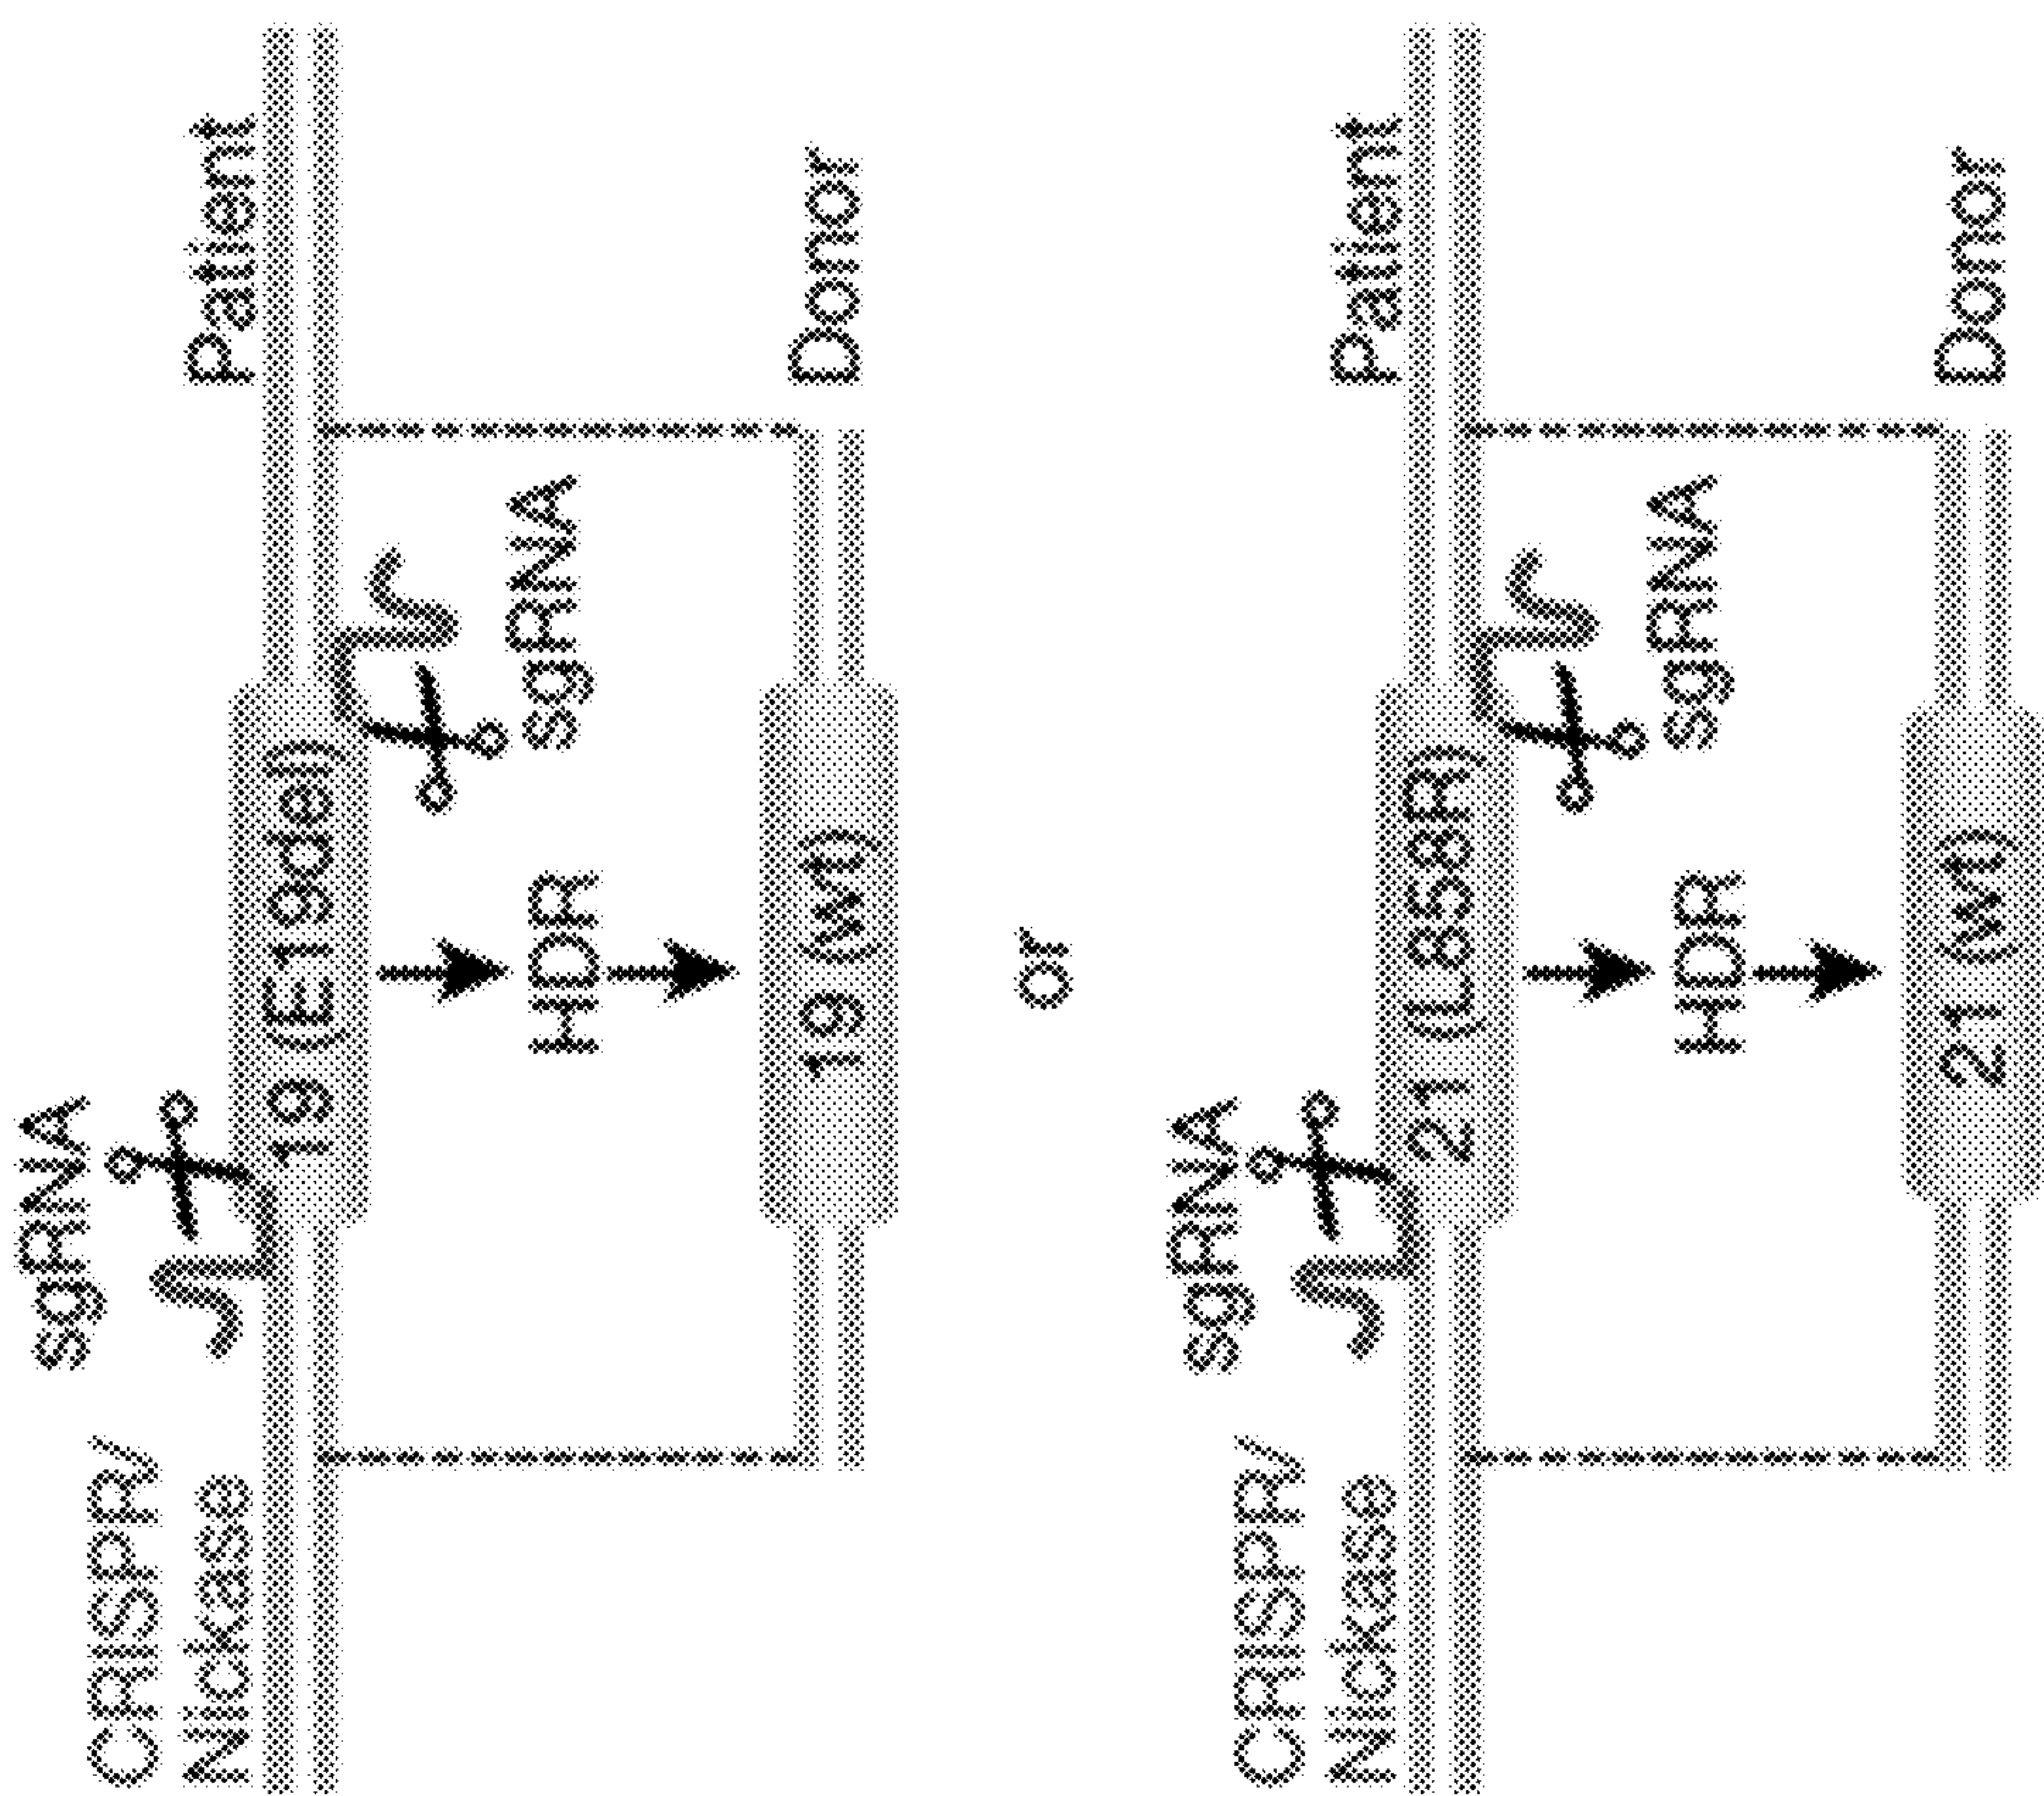 sgRNA
CRISPR/
Nickase
Patient
19 (E19del)
sgRNA
HDR
19 (wt)
Donor
or
sgRNA
CRISPR/
Nickase
Patient
21 (L858R)
sgRNA
HDR
21 (wt)
Donor